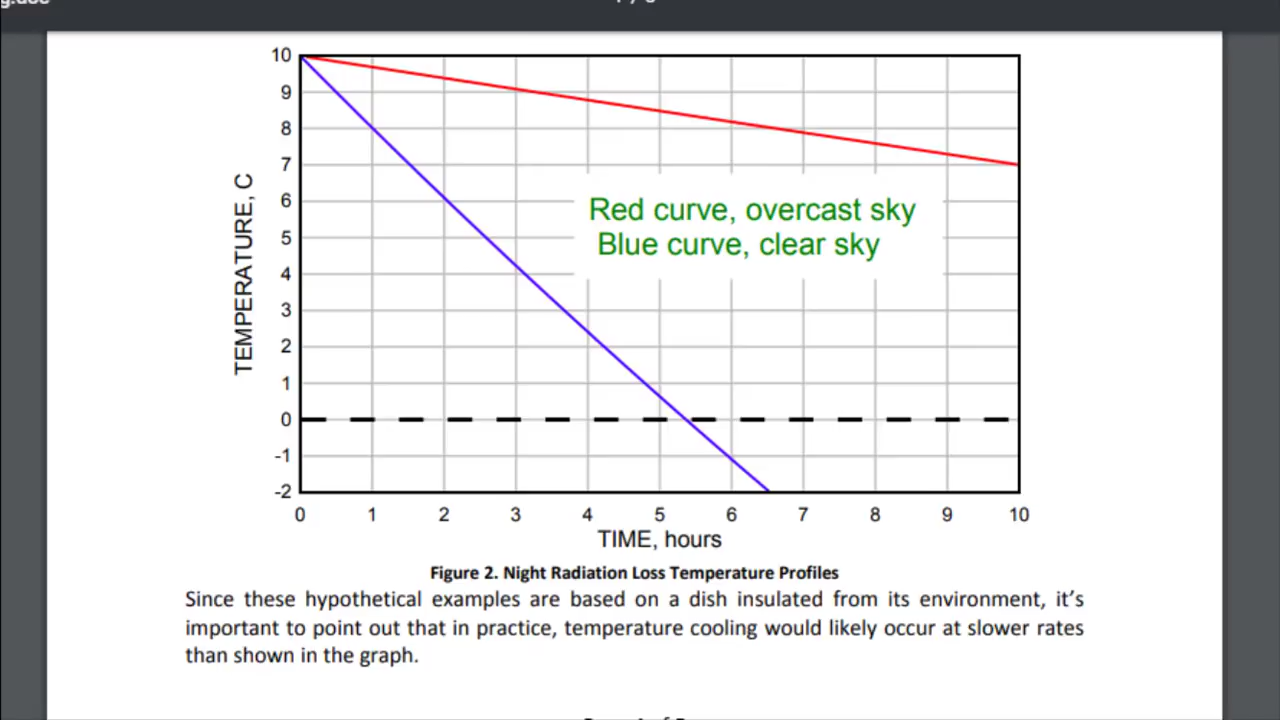 g.doc
10
9
8
7
6
5
4
3
2
1
0
-1
-2
TEMPERATURE, C
Red curve, overcast sky
Blue curve, clear sky
0 1 2 3 4 5 6 7 8 9 10
TIME, hours
Figure 2. Night Radiation Loss Temperature Profiles
Since these hypothetical examples are based on a dish insulated from its environment, it’s
important to point out that in practice, temperature cooling would likely occur at slower rates
than shown in the graph.